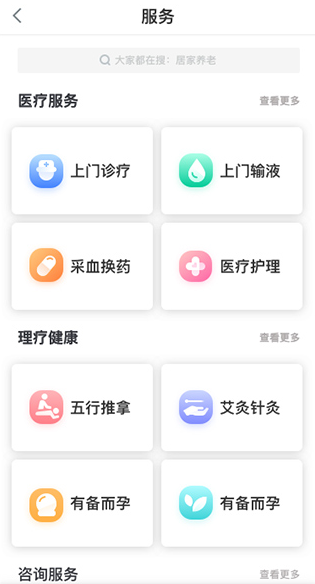 服务
大家都在搜：居家养老
医疗服务 查看更多
上门诊疗 上门输液
采血换药 医疗护理
理疗健康 查看更多
五行推拿 艾灸针灸
有备而孕 有备而孕
咨询服务 查看更多